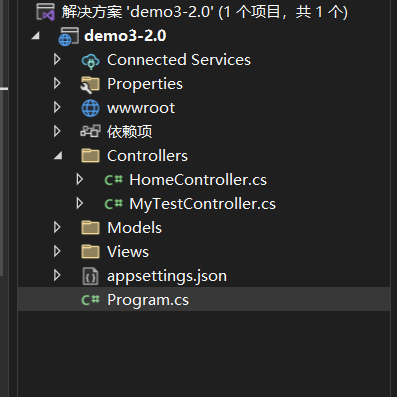 解决方案 'demo3-2.0' (1 个项目，共 1 个)
demo3-2.0
Connected Services
Properties
wwwroot
依赖项
Controllers
C# HomeController.cs
C# MyTestController.cs
Models
Views
appsettings.json
C# Program.cs